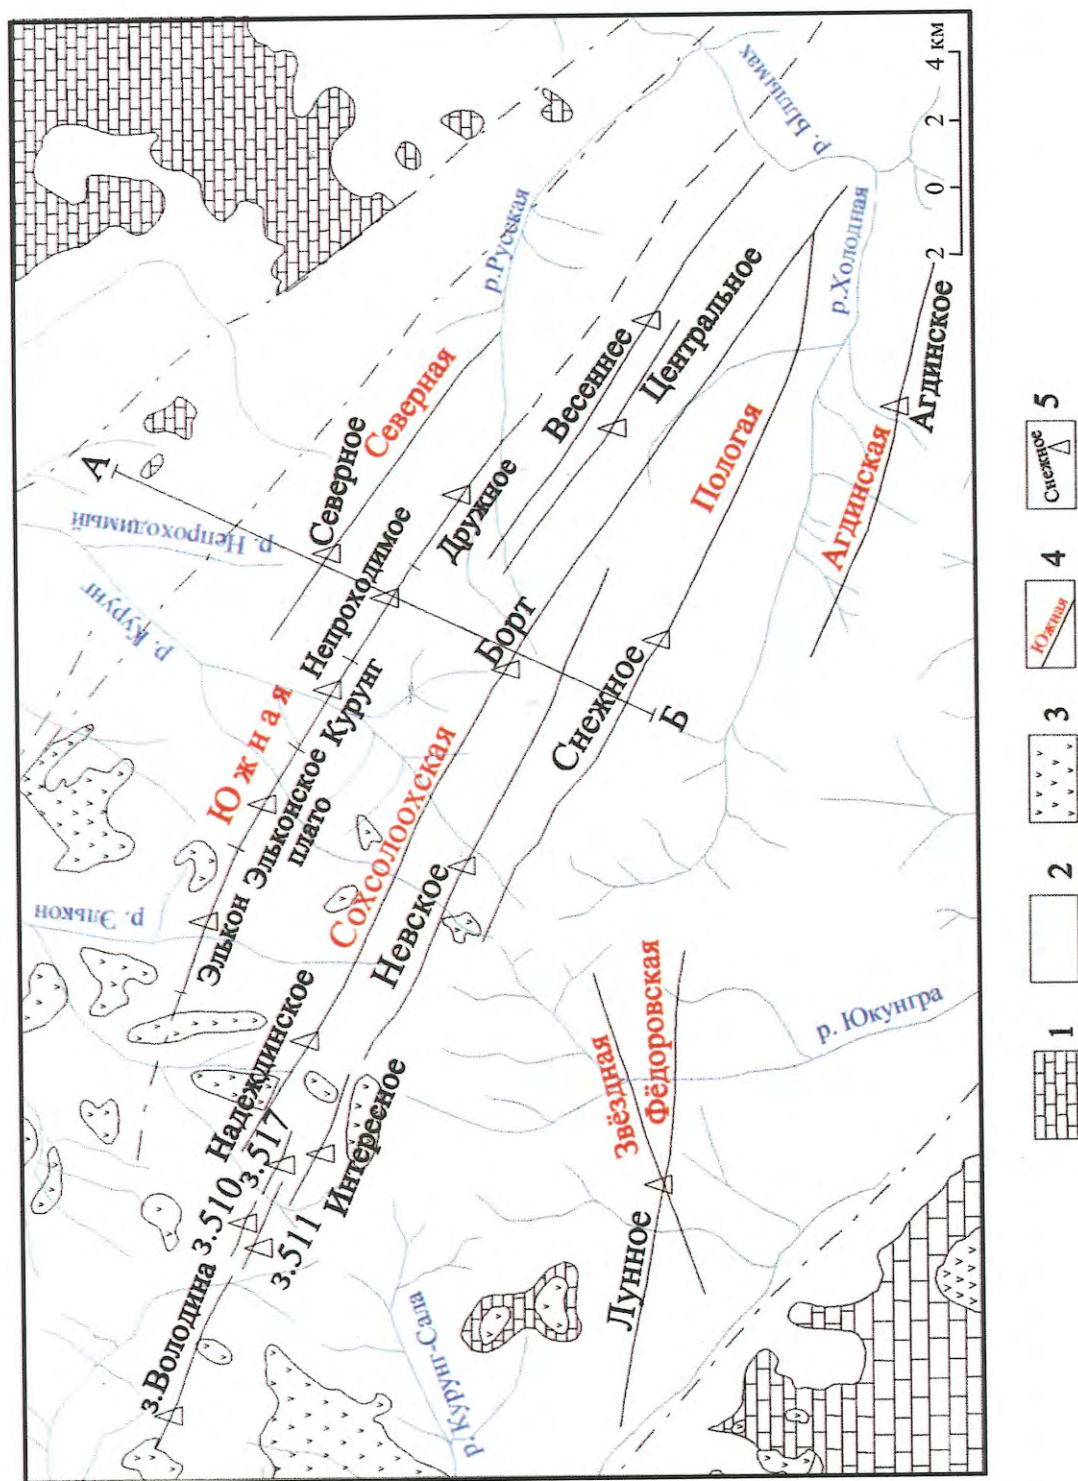 з.Володина
з.510
з.511
з.517
Надеждинское
Интересное
р. Курунг-Сала
р. Элькон
Элькон
Эльконское
плато
Южная
Курунг
р. Курунг
р. Непроходимый
Непроходимое
А
Северное
Северная
Дружное
р.Русская
Весеннее
Центральное
р. Ыллымах
Сохсолоохская
Невское
Борт
Снежное
Б
Пологая
р.Холодная
Агдинская
Агдинское
Звёздная
Фёдоровская
Лунное
р. Юкунгра
2 0 2 4 км
1
2
3
Южная
4
Снежное
5